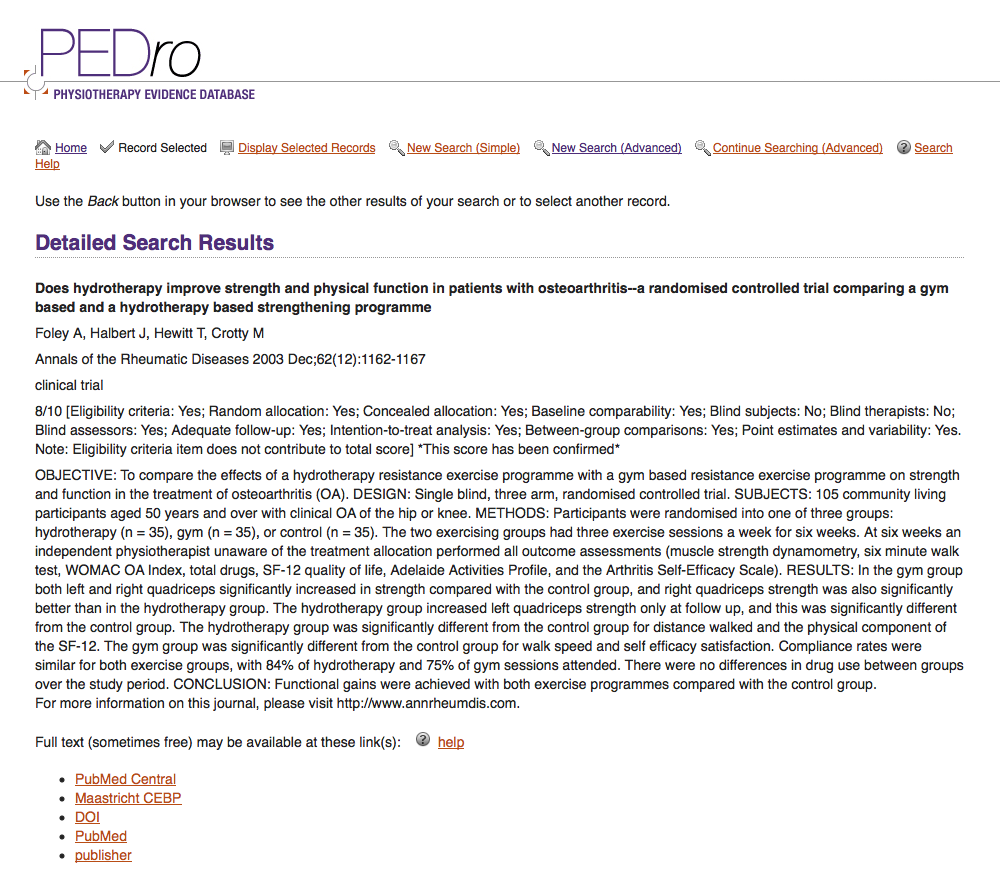 PEDro
PHYSIOTHERAPY EVIDENCE DATABASE
Home Record Selected Display Selected Records New Search (Simple) New Search (Advanced) Continue Searching (Advanced) Search
Help
Use the Back button in your browser to see the other results of your search or to select another record.
Detailed Search Results
Does hydrotherapy improve strength and physical function in patients with osteoarthritis--a randomised controlled trial comparing a gym
based and a hydrotherapy based strengthening programme
Foley A, Halbert J, Hewitt T, Crotty M
Annals of the Rheumatic Diseases 2003 Dec;62(12):1162-1167
clinical trial
8/10 [Eligibility criteria: Yes; Random allocation: Yes; Concealed allocation: Yes; Baseline comparability: Yes; Blind subjects: No; Blind therapists: No;
Blind assessors: Yes; Adequate follow-up: Yes; Intention-to-treat analysis: Yes; Between-group comparisons: Yes; Point estimates and variability: Yes.
Note: Eligibility criteria item does not contribute to total score] *This score has been confirmed*
OBJECTIVE: To compare the effects of a hydrotherapy resistance exercise programme with a gym based resistance exercise programme on strength
and function in the treatment of osteoarthritis (OA). DESIGN: Single blind, three arm, randomised controlled trial. SUBJECTS: 105 community living
participants aged 50 years and over with clinical OA of the hip or knee. METHODS: Participants were randomised into one of three groups:
hydrotherapy (n = 35), gym (n = 35), or control (n = 35). The two exercising groups had three exercise sessions a week for six weeks. At six weeks an
independent physiotherapist unaware of the treatment allocation performed all outcome assessments (muscle strength dynamometry, six minute walk
test, WOMAC OA Index, total drugs, SF-12 quality of life, Adelaide Activities Profile, and the Arthritis Self-Efficacy Scale). RESULTS: In the gym group
both left and right quadriceps significantly increased in strength compared with the control group, and right quadriceps strength was also significantly
better than in the hydrotherapy group. The hydrotherapy group increased left quadriceps strength only at follow up, and this was significantly different
from the control group. The hydrotherapy group was significantly different from the control group for distance walked and the physical component of
the SF-12. The gym group was significantly different from the control group for walk speed and self efficacy satisfaction. Compliance rates were
similar for both exercise groups, with 84% of hydrotherapy and 75% of gym sessions attended. There were no differences in drug use between groups
over the study period. CONCLUSION: Functional gains were achieved with both exercise programmes compared with the control group.
For more information on this journal, please visit http://www.annrheumdis.com.
Full text (sometimes free) may be available at these link(s): ? help
• PubMed Central
• Maastricht CEBP
• DOI
• PubMed
• publisher